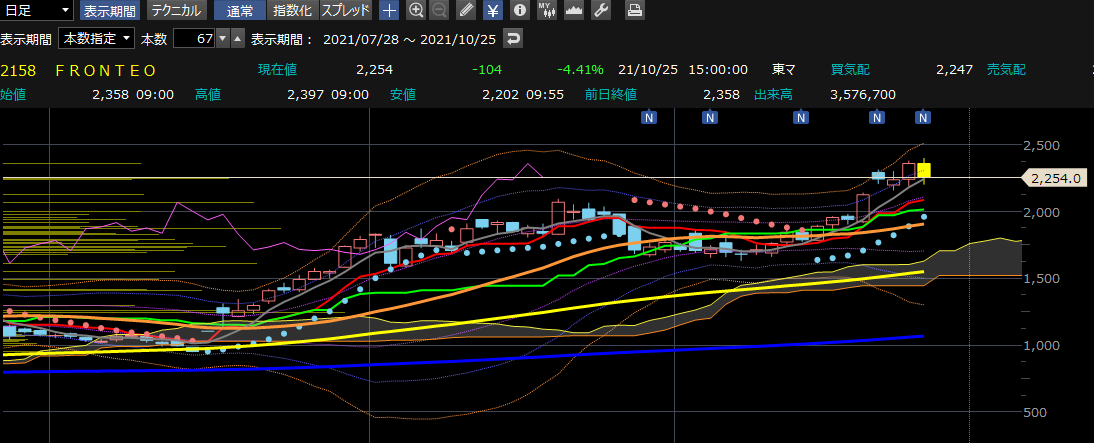 日足 表示期間 テクニカル 通常 指数化 スプレッド ¥ MY
表示期間 本数指定 本数 67 表示期間： 2021/07/28 ～ 2021/10/25
2158 ＦＲＯＮＴＥＯ 現在値 2,254 -104 -4.41% 21/10/25 15:00:00 東マ 買気配 2,247 売気配
始値 2,358 09:00 高値 2,397 09:00 安値 2,202 09:55 前日終値 2,358 出来高 3,576,700
N N N N N
2,500
2,254.0
2,000
1,500
1,000
500